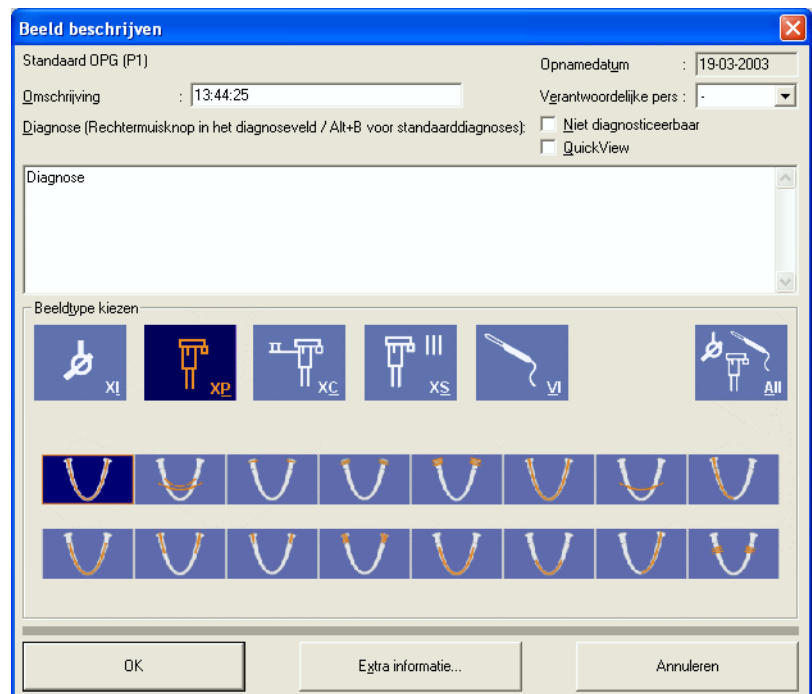 Beeld beschrijven
Standaard OPG (P1)
Opnamedatum : 19-03-2003
Omschrijving : 13:44:25
Verantwoordelijke pers : -
Diagnose (Rechtermuisknop in het diagnoseveld / Alt+B voor standaarddiagnoses):
Niet diagnosticeerbaar
QuickView
Diagnose
Beeldtype kiezen
XI XP XC XS VI All
OK Extra informatie... Annuleren